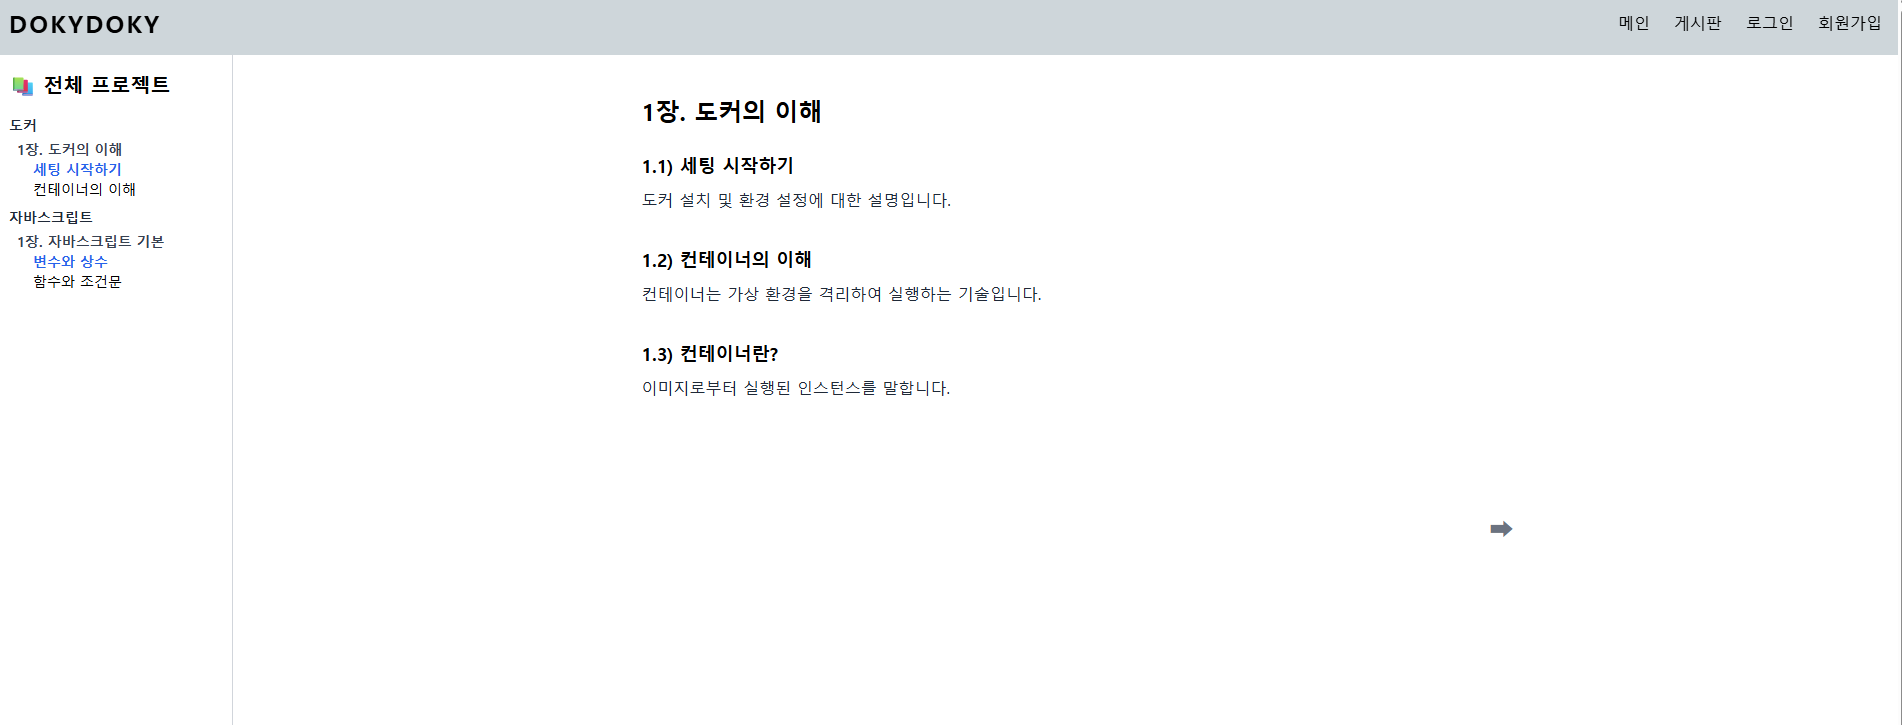 DOKYDOKY
메인 게시판 로그인 회원가입
전체 프로젝트
도커
1장. 도커의 이해
세팅 시작하기
컨테이너의 이해
자바스크립트
1장. 자바스크립트 기본
변수와 상수
함수와 조건문
1장. 도커의 이해
1.1) 세팅 시작하기
도커 설치 및 환경 설정에 대한 설명입니다.
1.2) 컨테이너의 이해
컨테이너는 가상 환경을 격리하여 실행하는 기술입니다.
1.3) 컨테이너란?
이미지로부터 실행된 인스턴스를 말합니다.